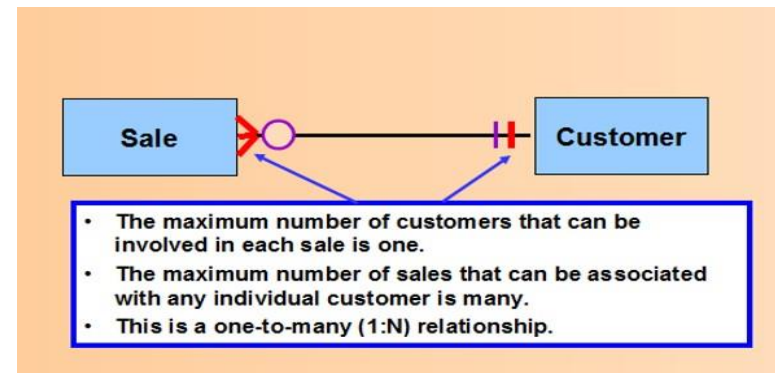 Sale
Customer
• The maximum number of customers that can be
involved in each sale is one.
• The maximum number of sales that can be associated
with any individual customer is many.
• This is a one-to-many (1:N) relationship.